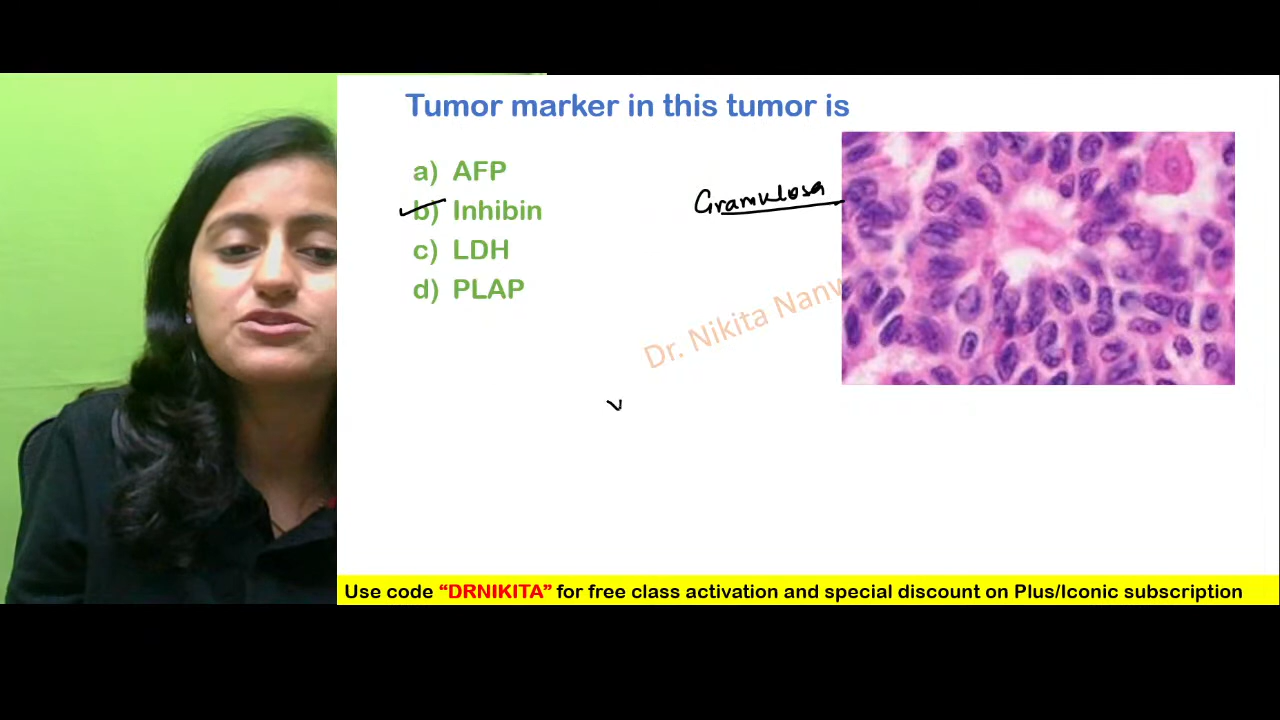 Tumor marker in this tumor is
a) AFP
b) Inhibin
c) LDH
d) PLAP
Granulosa
Dr. Nikita
Use code “DRNIKITA” for free class activation and special discount on Plus/Iconic subscription